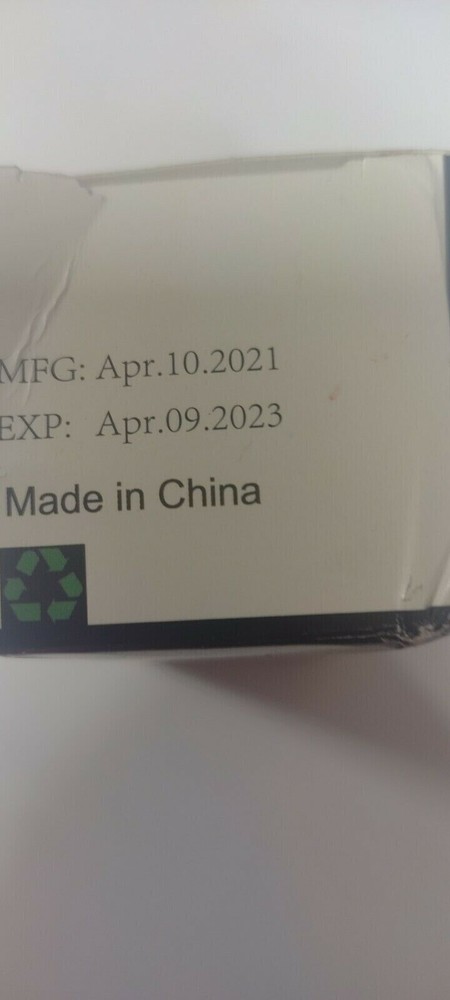 MFG: Apr.10.2021
EXP: Apr.09.2023
Made in China